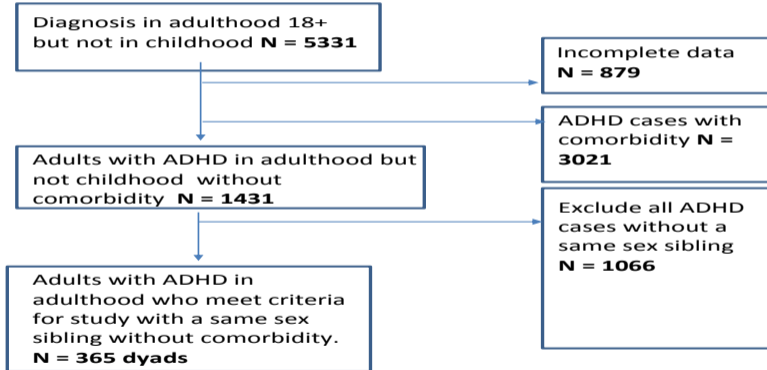 Diagnosis in adulthood 18+
but not in childhood N = 5331
Incomplete data
N = 879
ADHD cases with
comorbidity N =
3021
Adults with ADHD in adulthood but
not childhood without
comorbidity N = 1431
Exclude all ADHD
cases without a
same sex sibling
N = 1066
Adults with ADHD in
adulthood who meet criteria
for study with a same sex
sibling without comorbidity.
N = 365 dyads